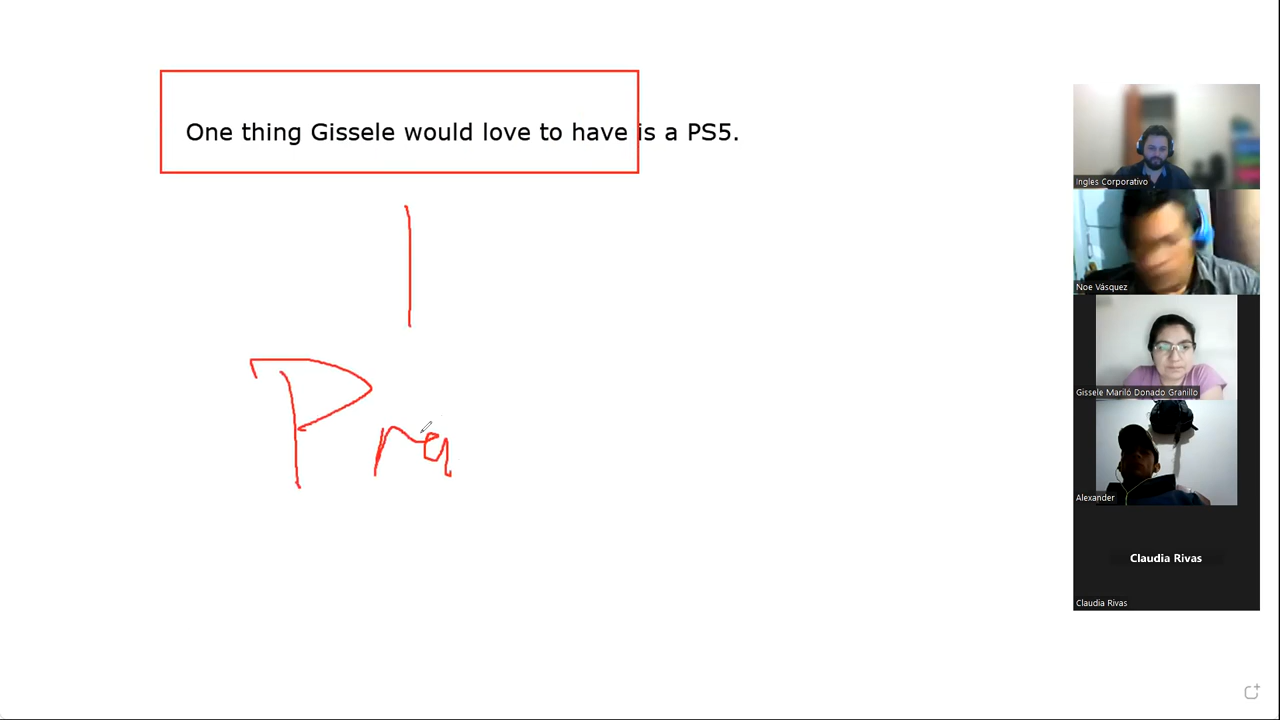 One thing Gissele would love to have is a PS5.
Pra
Ingles Corporativo
Noe Vásquez
Gissele Mariló Donado Granillo
Alexander
Claudia Rivas
Claudia Rivas